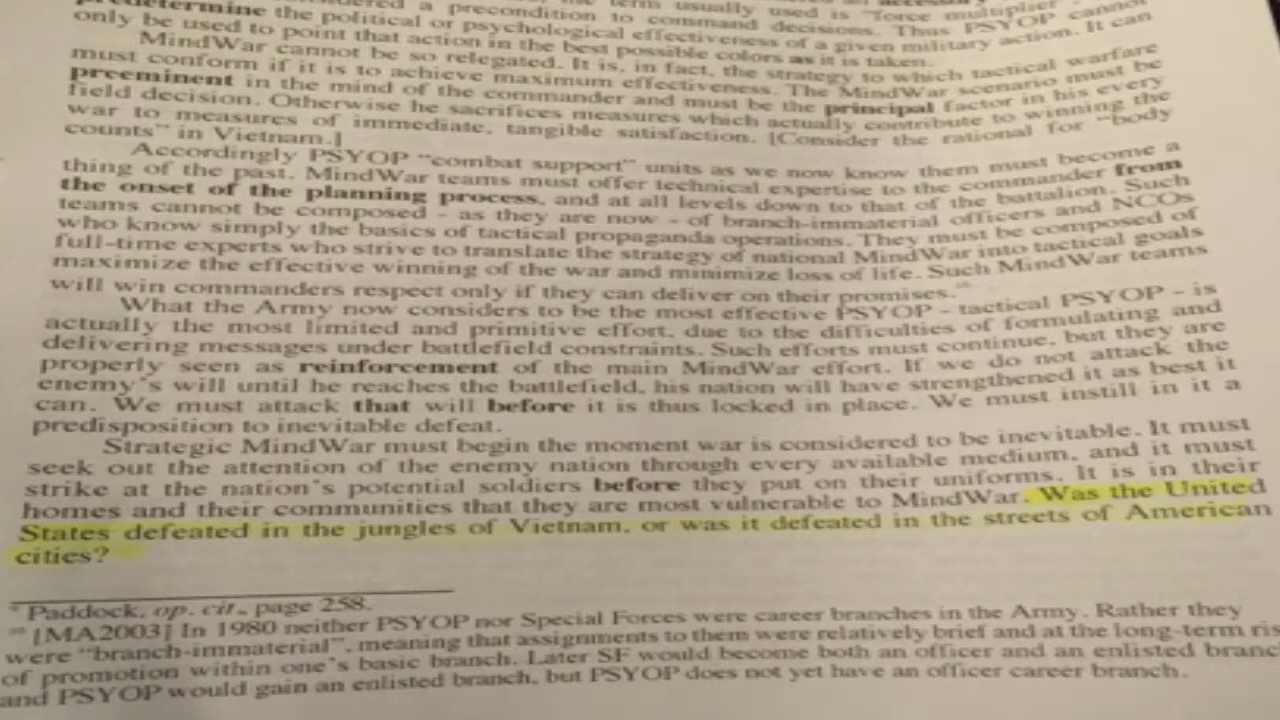 the term usually used is "force multiplier"
considered a precondition to command decisions. Thus PSYOP cannot
predetermine the political or psychological effectiveness of a given military action. It can
only be used to point that action in the best possible colors as it is taken.
MindWar cannot be so relegated. It is, in fact, the strategy to which tactical warfare
must conform if it is to achieve maximum effectiveness. The MindWar scenario must be
preeminent in the mind of the commander and must be the principal factor in his every
field decision. Otherwise he sacrifices measures which actually contribute to winning the
war to measures of immediate, tangible satisfaction. [Consider the rational for "body
counts" in Vietnam.]
Accordingly PSYOP "combat support" units as we now know them must become a
thing of the past. MindWar teams must offer technical expertise to the commander from
the onset of the planning process, and at all levels down to that of the battalion. Such
teams cannot be composed - as they are now - of branch-immaterial officers and NCOs
who know simply the basics of tactical propaganda operations. They must be composed of
full-time experts who strive to translate the strategy of national MindWar into tactical goals
maximize the effective winning of the war and minimize loss of life. Such MindWar teams
will win commanders respect only if they can deliver on their promises.
What the Army now considers to be the most effective PSYOP - tactical PSYOP - is
actually the most limited and primitive effort, due to the difficulties of formulating and
delivering messages under battlefield constraints. Such efforts must continue, but they are
properly seen as reinforcement of the main MindWar effort. If we do not attack the
enemy's will until he reaches the battlefield, his nation will have strengthened it as best it
can. We must attack that will before it is thus locked in place. We must instill in it a
predisposition to inevitable defeat.
Strategic MindWar must begin the moment war is considered to be inevitable. It must
seek out the attention of the enemy nation through every available medium, and it must
strike at the nation's potential soldiers before they put on their uniforms. It is in their
homes and their communities that they are most vulnerable to MindWar. Was the United
States defeated in the jungles of Vietnam, or was it defeated in the streets of American
cities?
Paddock, op. cit., page 258.
[MA2003] In 1980 neither PSYOP nor Special Forces were career branches in the Army. Rather they
were "branch-immaterial", meaning that assignments to them were relatively brief and at the long-term ris
of promotion within one's basic branch. Later SF would become both an officer and an enlisted branc
and PSYOP would gain an enlisted branch, but PSYOP does not yet have an officer career branch.